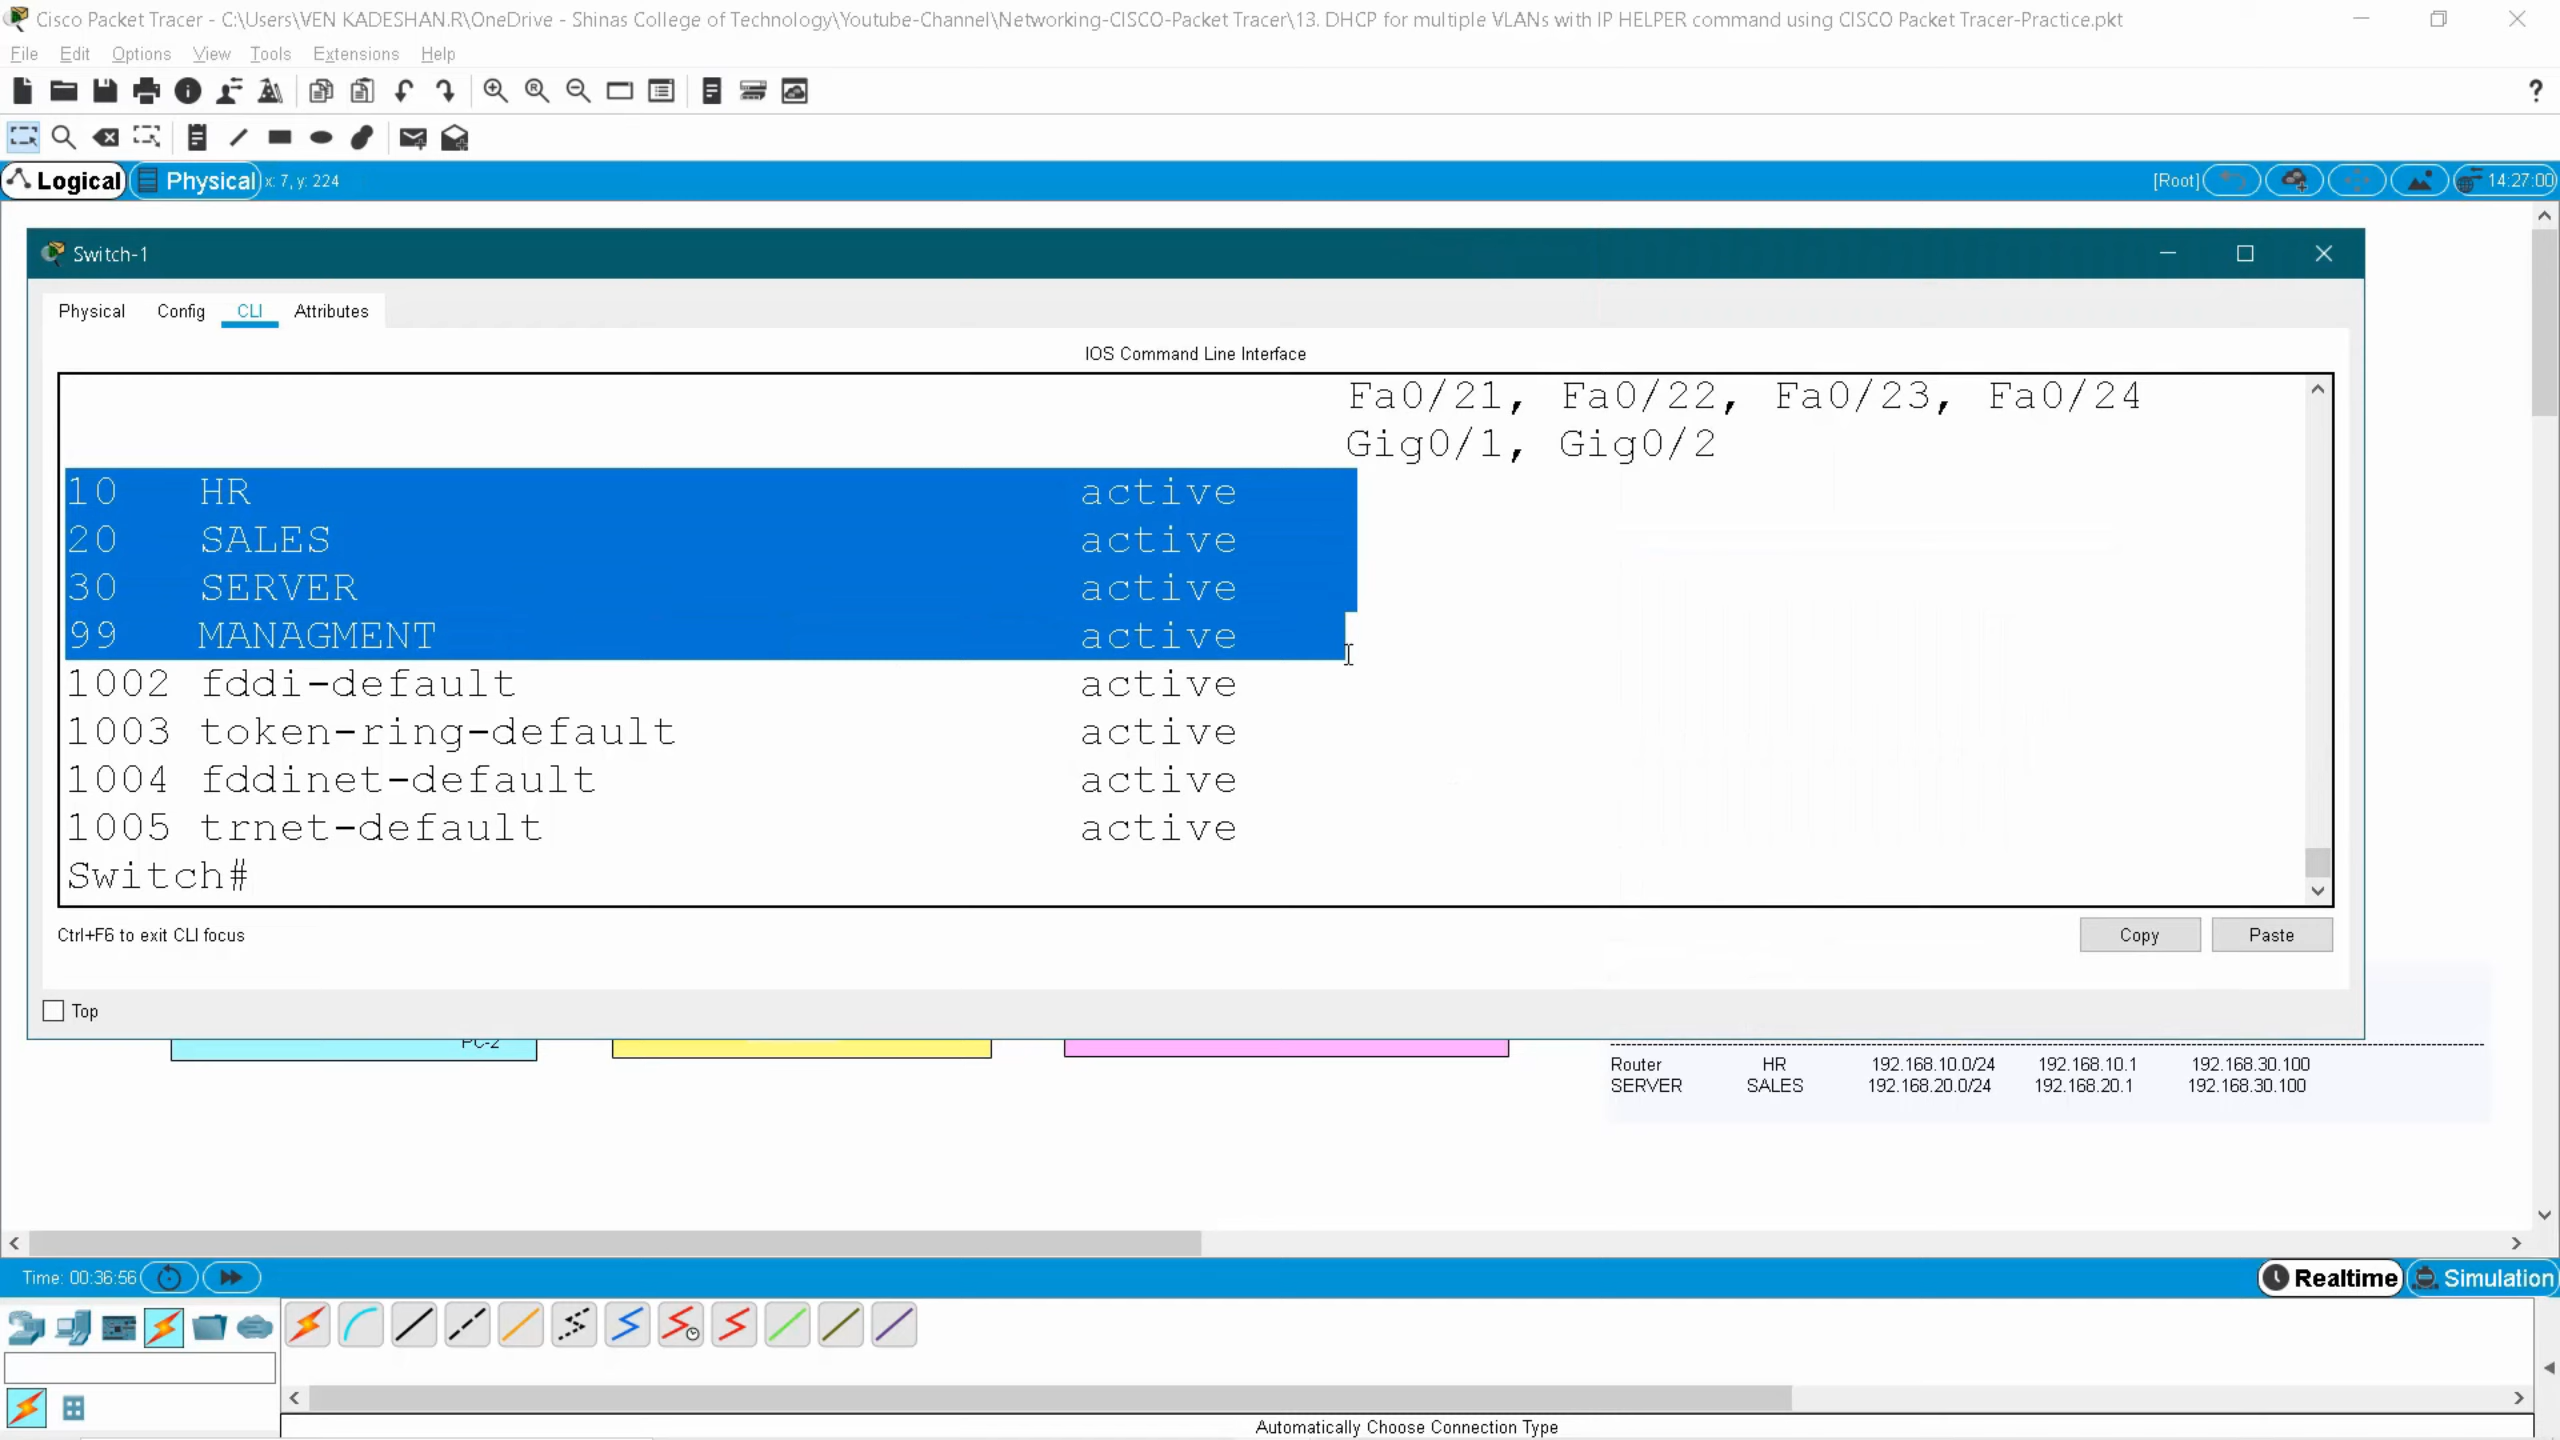 Cisco Packet Tracer - C:\Users\VEN KADESHAN.R\OneDrive - Shinas College of Technology\Youtube-Channel\Networking-CISCO-Packet Tracer\13. DHCP for multiple VLANs with IP HELPER command using CISCO Packet Tracer-Practice.pkt
File Edit Options View Tools Extensions Help
?
Logical Physical x: 7, y: 224 [Root] 14:27:00
Switch-1
Physical Config CLI Attributes
IOS Command Line Interface
Fa0/21, Fa0/22, Fa0/23, Fa0/24
Gig0/1, Gig0/2
10 HR active
20 SALES active
30 SERVER active
99 MANAGMENT active
1002 fddi-default active
1003 token-ring-default active
1004 fddinet-default active
1005 trnet-default active
Switch#
Ctrl+F6 to exit CLI focus Copy Paste
Top
PC-2
Router HR 192.168.10.0/24 192.168.10.1 192.168.30.100
SERVER SALES 192.168.20.0/24 192.168.20.1 192.168.30.100
Time: 00:36:56 Realtime Simulation
Automatically Choose Connection Type